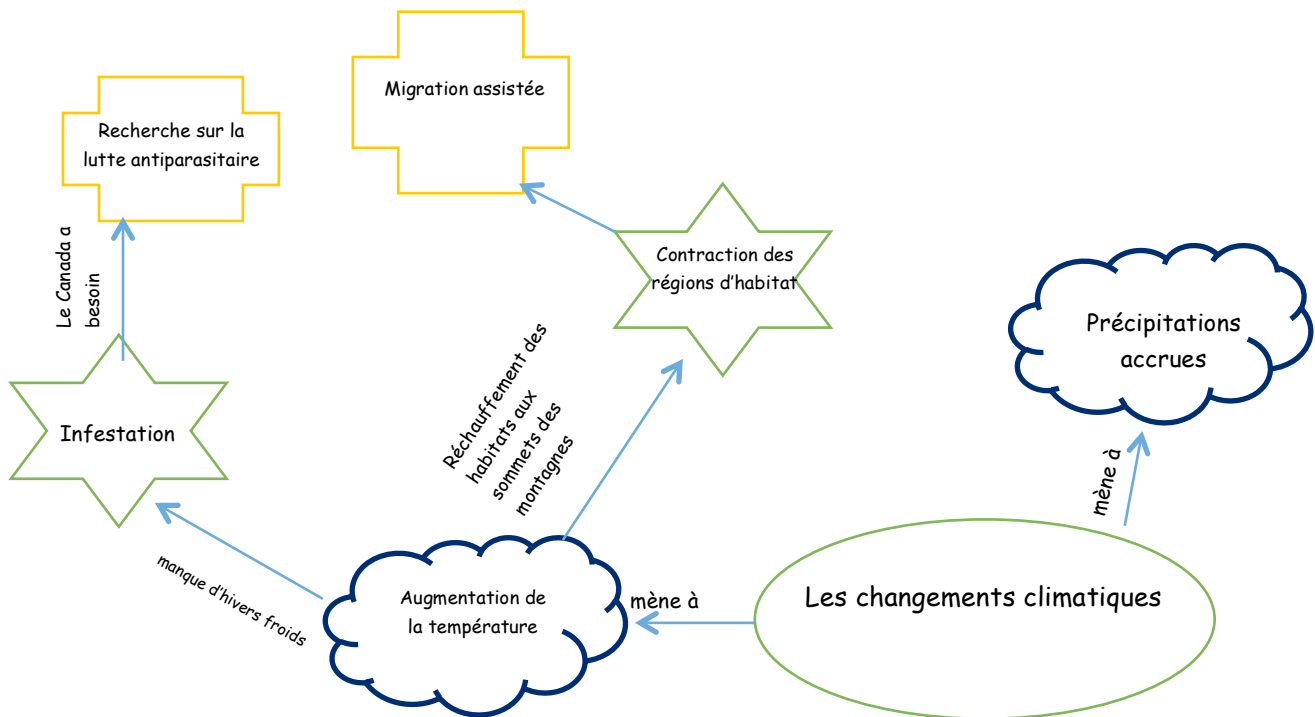 Migration assistée
Recherche sur la
lutte antiparasitaire
Le Canada a
besoin
Contraction des
régions d'habitat
Précipitations
accrues
Infestation
Réchauffement des
habitats aux
sommets des
montagnes
mène à
manque d'hivers froids
Augmentation de
la température
mène à
Les changements climatiques